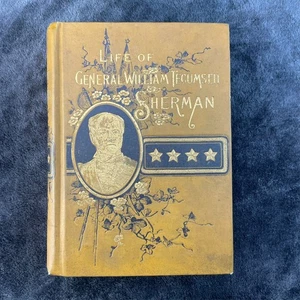 LIFE OF
GENERAL WILLIAM TECUMSEH
SHERMAN